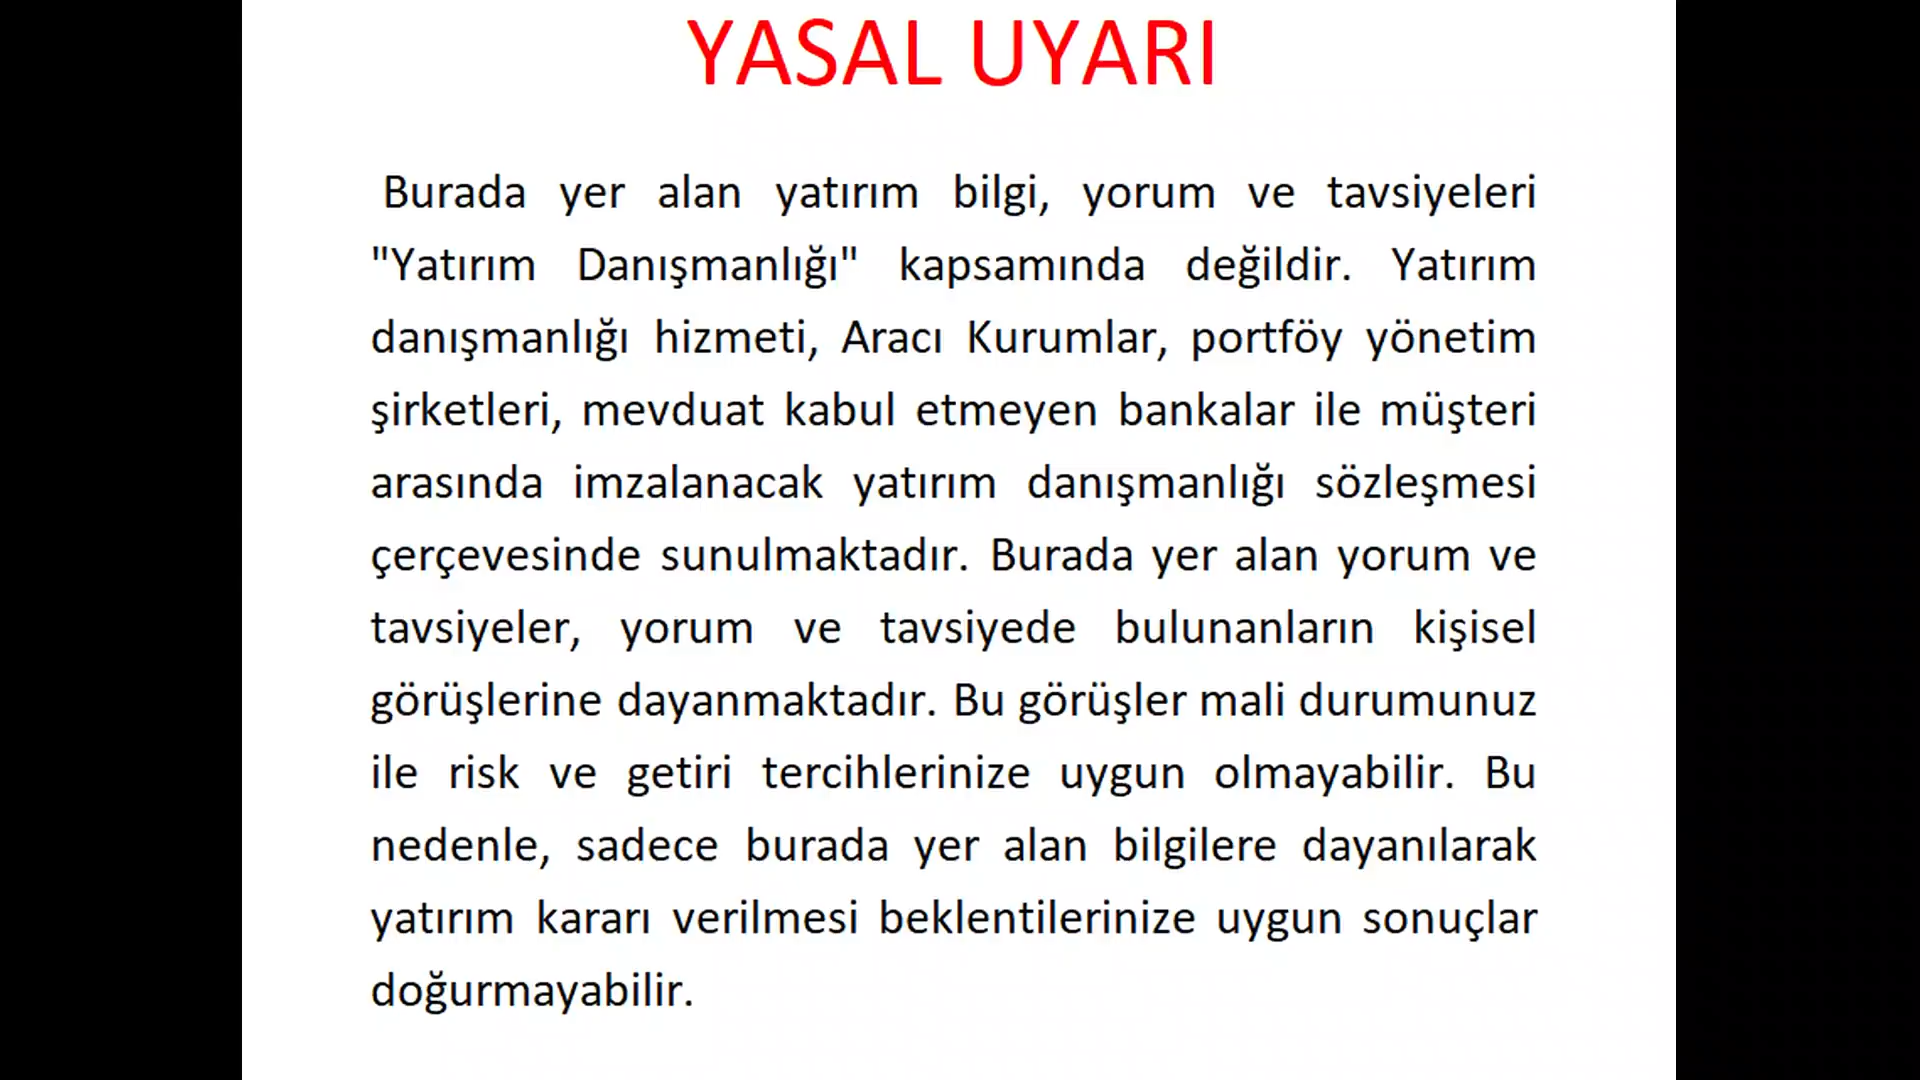 YASAL UYARI
Burada yer alan yatırım bilgi, yorum ve tavsiyeleri
"Yatırım Danışmanlığı" kapsamında değildir. Yatırım
danışmanlığı hizmeti, Aracı Kurumlar, portföy yönetim
şirketleri, mevduat kabul etmeyen bankalar ile müşteri
arasında imzalanacak yatırım danışmanlığı sözleşmesi
çerçevesinde sunulmaktadır. Burada yer alan yorum ve
tavsiyeler, yorum ve tavsiyede bulunanların kişisel
görüşlerine dayanmaktadır. Bu görüşler mali durumunuz
ile risk ve getiri tercihlerinize uygun olmayabilir. Bu
nedenle, sadece burada yer alan bilgilere dayanılarak
yatırım kararı verilmesi beklentilerinize uygun sonuçlar
doğurmayabilir.